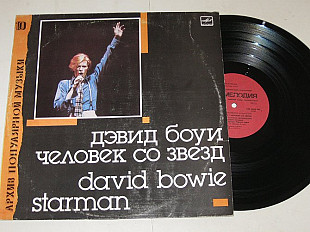 10
АРХИВ ПОПУЛЯРНОЙ МУЗЫКИ
дэвид боуи
человек со звезд
david bowie
starman
МЕЛОДИЯ